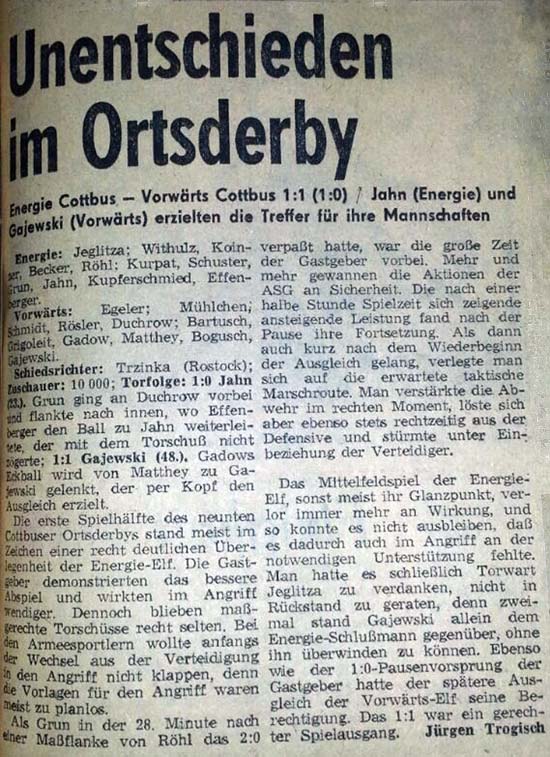 Unentschieden
im Ortsderby
Energie Cottbus – Vorwärts Cottbus 1:1 (1:0) / Jahn (Energie) und
Gajewski (Vorwärts) erzielten die Treffer für ihre Mannschaften
Energie: Jeglitza; Withulz, Koin-
zer, Becker, Röhl; Kurpat, Schuster,
Grun, Jahn, Kupferschmied, Effen-
berger.
Vorwärts: Egeler; Mühlchen,
Schmidt, Rösler, Duchrow; Bartusch,
Grigoleit, Gadow, Matthey, Bogusch,
Gajewski.
Schiedsrichter: Trzinka (Rostock);
Zuschauer: 10 000; Torfolge: 1:0 Jahn
(23.). Grun ging an Duchrow vorbei
und flankte nach innen, wo Effen-
berger den Ball zu Jahn weiterlei-
tete, der mit dem Torschuß nicht
zögerte; 1:1 Gajewski (48.). Gadows
Eckball wird von Matthey zu Ga-
jewski gelenkt, der per Kopf den
Ausgleich erzielt.
Die erste Spielhälfte des neunten
Cottbuser Ortsderbys stand meist im
Zeichen einer recht deutlichen Über-
legenheit der Energie-Elf. Die Gast-
geber demonstrierten das bessere
Abspiel und wirkten im Angriff
wendiger. Dennoch blieben maß-
gerechte Torschüsse recht selten. Bei
den Armeesportlern wollte anfangs
der Wechsel aus der Verteidigung
in den Angriff nicht klappen, denn
die Vorlagen für den Angriff waren
meist zu planlos.
Als Grun in der 28. Minute nach
einer Maßflanke von Röhl das 2:0
verpaßt hatte, war die große Zeit
der Gastgeber vorbei. Mehr und
mehr gewannen die Aktionen der
ASG an Sicherheit. Die nach einer
halbe Stunde Spielzeit sich zeigende
ansteigende Leistung fand nach der
Pause ihre Fortsetzung. Als dann
auch kurz nach dem Wiederbeginn
der Ausgleich gelang, verlegte man
sich auf die erwartete taktische
Marschroute. Man verstärkte die Ab-
wehr im rechten Moment, löste sich
aber ebenso stets rechtzeitig aus der
Defensive und stürmte unter Ein-
beziehung der Verteidiger.
Das Mittelfeldspiel der Energie-
Elf, sonst meist ihr Glanzpunkt, ver-
lor immer mehr an Wirkung, und
so konnte es nicht ausbleiben, daß
es dadurch auch im Angriff an der
notwendigen Unterstützung fehlte.
Man hatte es schließlich Torwart
Jeglitza zu verdanken, nicht in
Rückstand zu geraten, denn zwei-
mal stand Gajewski allein dem
Energie-Schlußmann gegenüber, ohne
ihn überwinden zu können. Ebenso
wie der 1:0-Pausenvorsprung der
Gastgeber hatte der spätere Aus-
gleich der Vorwärts-Elf seine Be-
rechtigung. Das 1:1 war ein gerech-
ter Spielausgang. Jürgen Trogisch